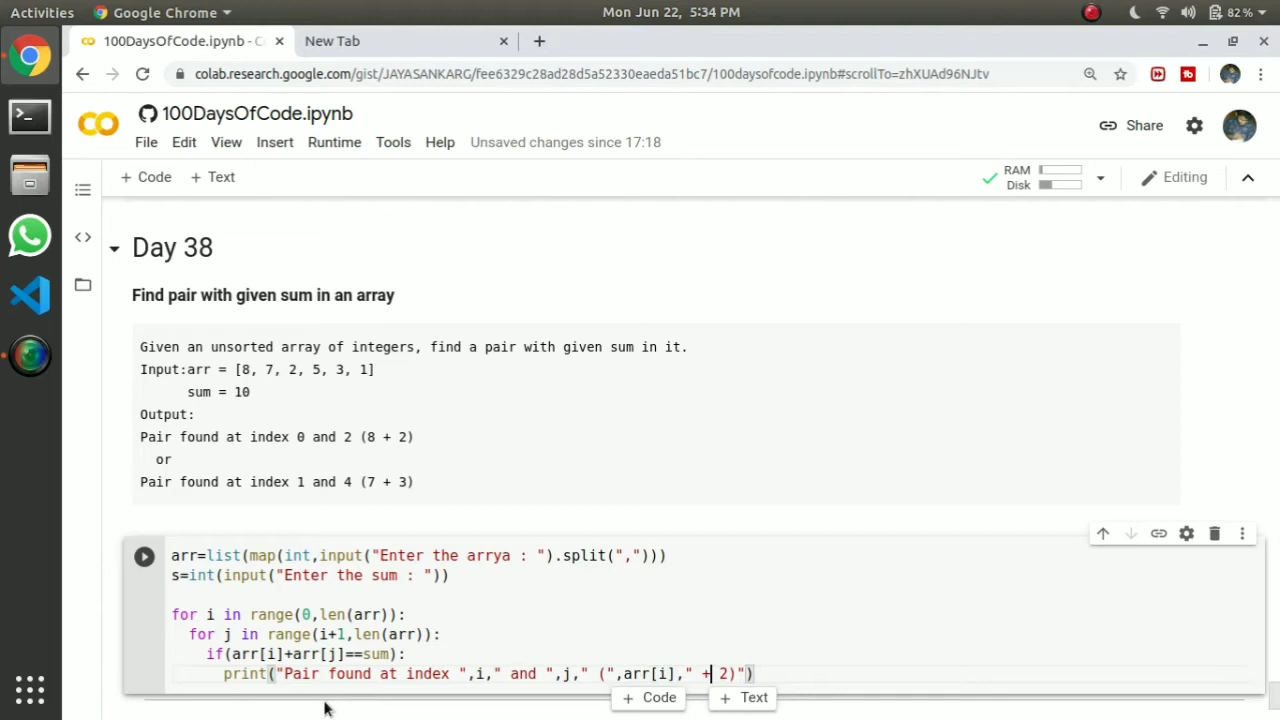 Activities Google Chrome Mon Jun 22, 5:34 PM 82%
100DaysOfCode.ipynb - C New Tab
colab.research.google.com/gist/JAYASANKARG/fee6329c28ad28d5a52330eaeda51bc7/100daysofcode.ipynb#scrollTo=zhXUAd96NJtv
100DaysOfCode.ipynb
Share
File Edit View Insert Runtime Tools Help Unsaved changes since 17:18
+ Code + Text RAM Disk Editing
Day 38
Find pair with given sum in an array
Given an unsorted array of integers, find a pair with given sum in it.
Input:arr = [8, 7, 2, 5, 3, 1]
sum = 10
Output:
Pair found at index 0 and 2 (8 + 2)
or
Pair found at index 1 and 4 (7 + 3)
arr=list(map(int,input("Enter the arrya : ").split(",")))
s=int(input("Enter the sum : "))
for i in range(0,len(arr)):
for j in range(i+1,len(arr)):
if(arr[i]+arr[j]==sum):
print("Pair found at index ",i," and ",j," (",arr[i]," + 2)")
+ Code + Text